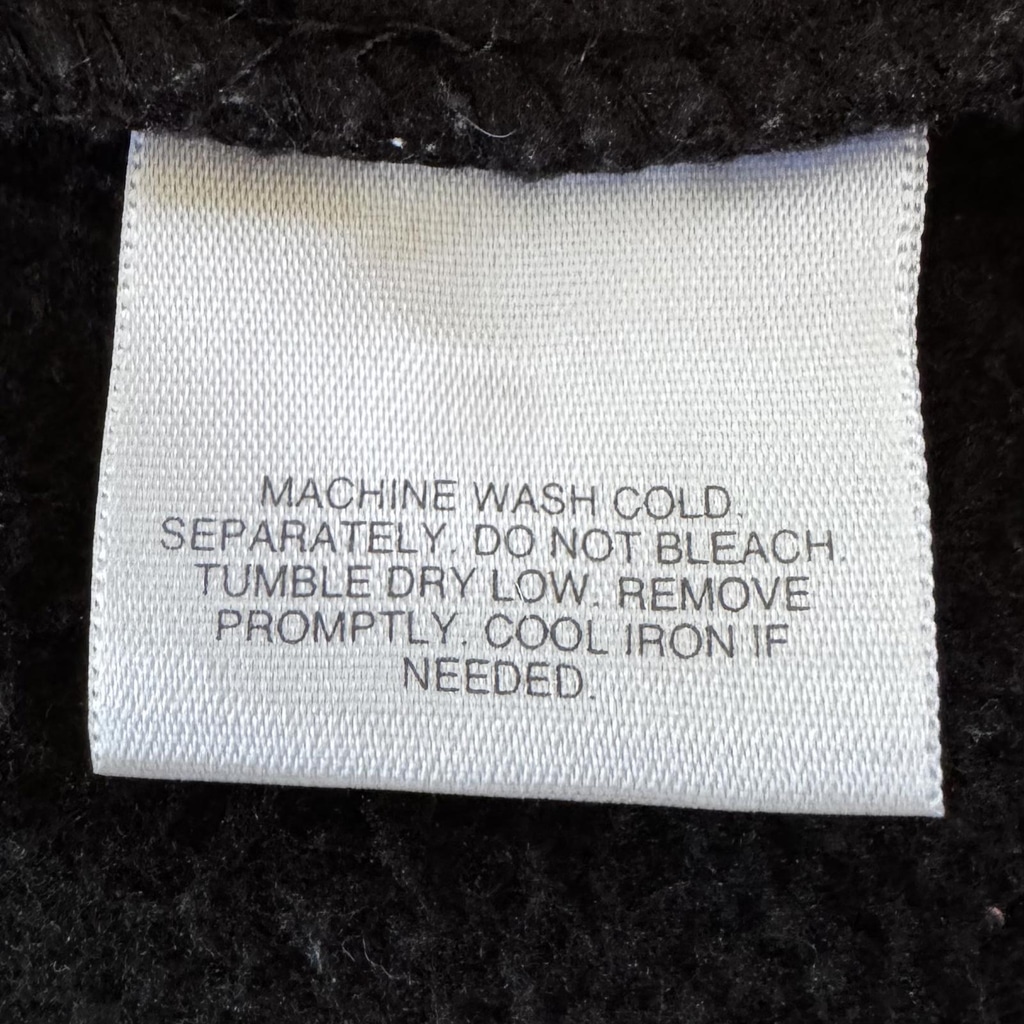 MACHINE WASH COLD.
SEPARATELY. DO NOT BLEACH.
TUMBLE DRY LOW. REMOVE
PROMPTLY. COOL IRON IF
NEEDED.